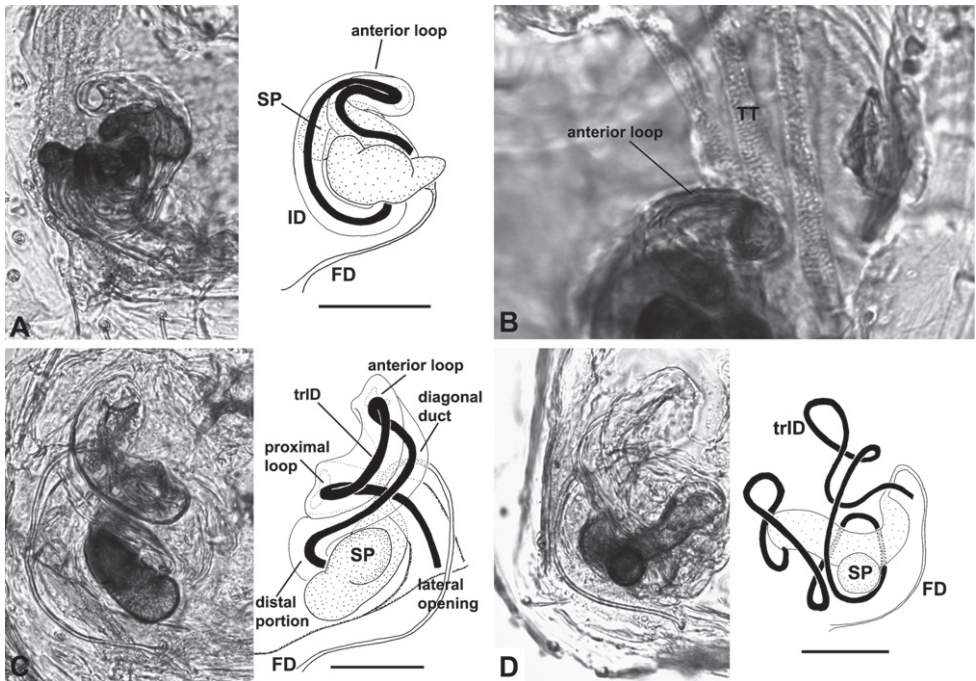 anterior loop
SP
ID
FD
A
TT
anterior loop
B
anterior loop
trID
diagonal
duct
proximal
loop
SP
distal
portion
lateral
opening
FD
C
trID
SP
FD
D